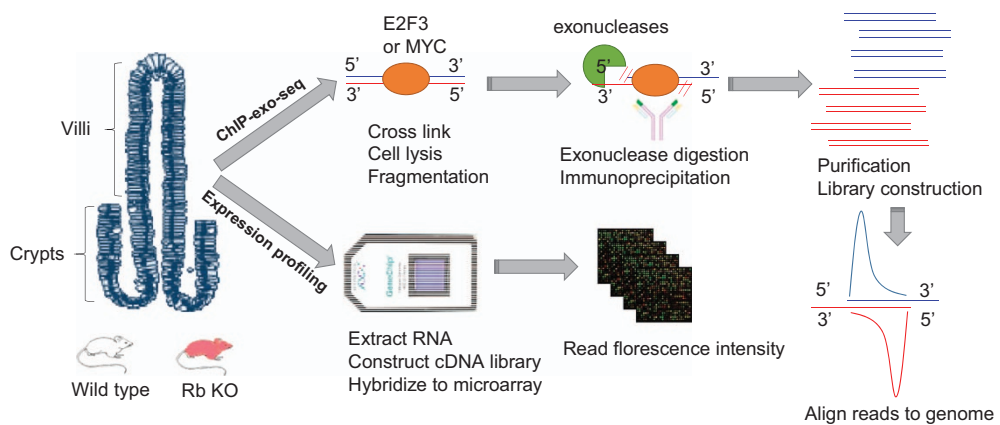 E2F3
or MYC
5’ 3’
3’ 5’
Cross link
Cell lysis
Fragmentation
exonucleases
5’ 3’
3’ 5’
Exonuclease digestion
Immunoprecipitation
Purification
Library construction
5’ 3’
3’ 5’
Align reads to genome
ChIP-exo-seq
Expression profiling
Villi
Crypts
Wild type
Rb KO
GeneChip
Extract RNA
Construct cDNA library
Hybridize to microarray
Read florescence intensity